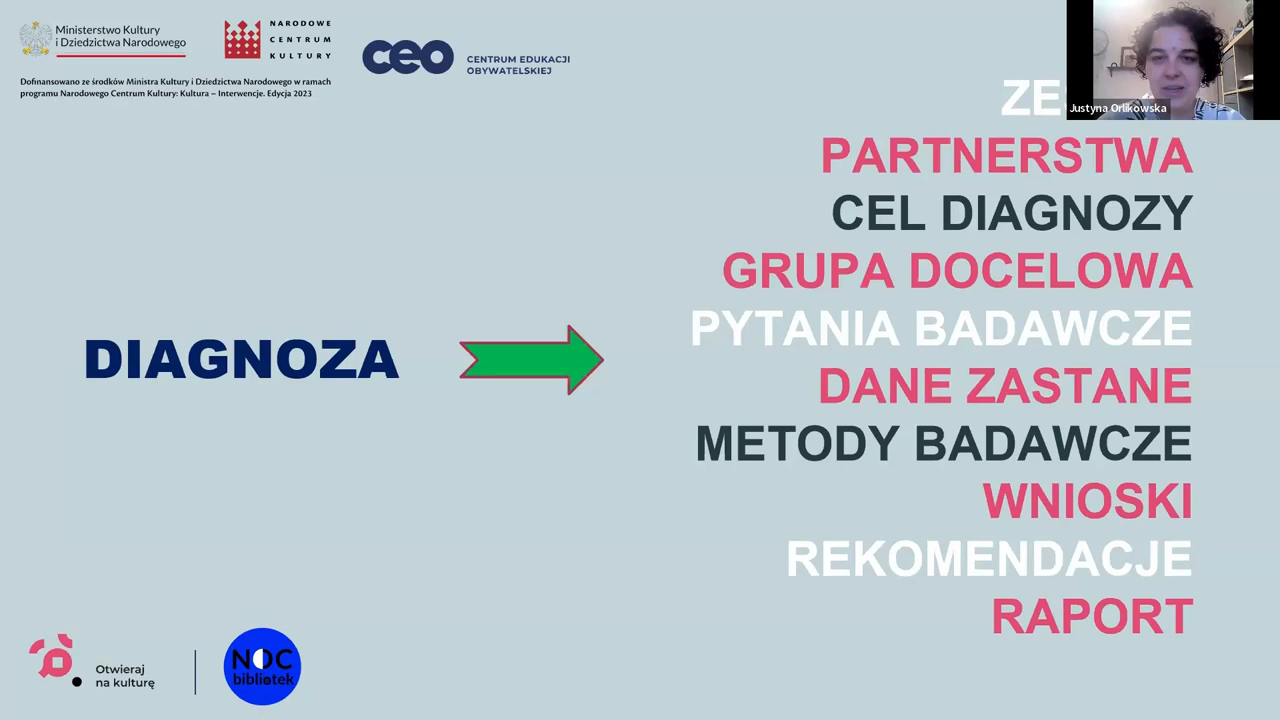 Ministerstwo Kultury
i Dziedzictwa Narodowego
NARODOWE
CENTRUM
KULTURY
ceo
CENTRUM EDUKACJI
OBYWATELSKIEJ
Dofinansowano ze środków Ministra Kultury i Dziedzictwa Narodowego w ramach
programu Narodowego Centrum Kultury: Kultura – Interwencje. Edycja 2023
Justyna Orlikowska
PARTNERSTWA
CEL DIAGNOZY
GRUPA DOCELOWA
PYTANIA BADAWCZE
DANE ZASTANE
METODY BADAWCZE
WNIOSKI
REKOMENDACJE
RAPORT
DIAGNOZA
Otwieraj
na kulturę
NOC
bibliotek